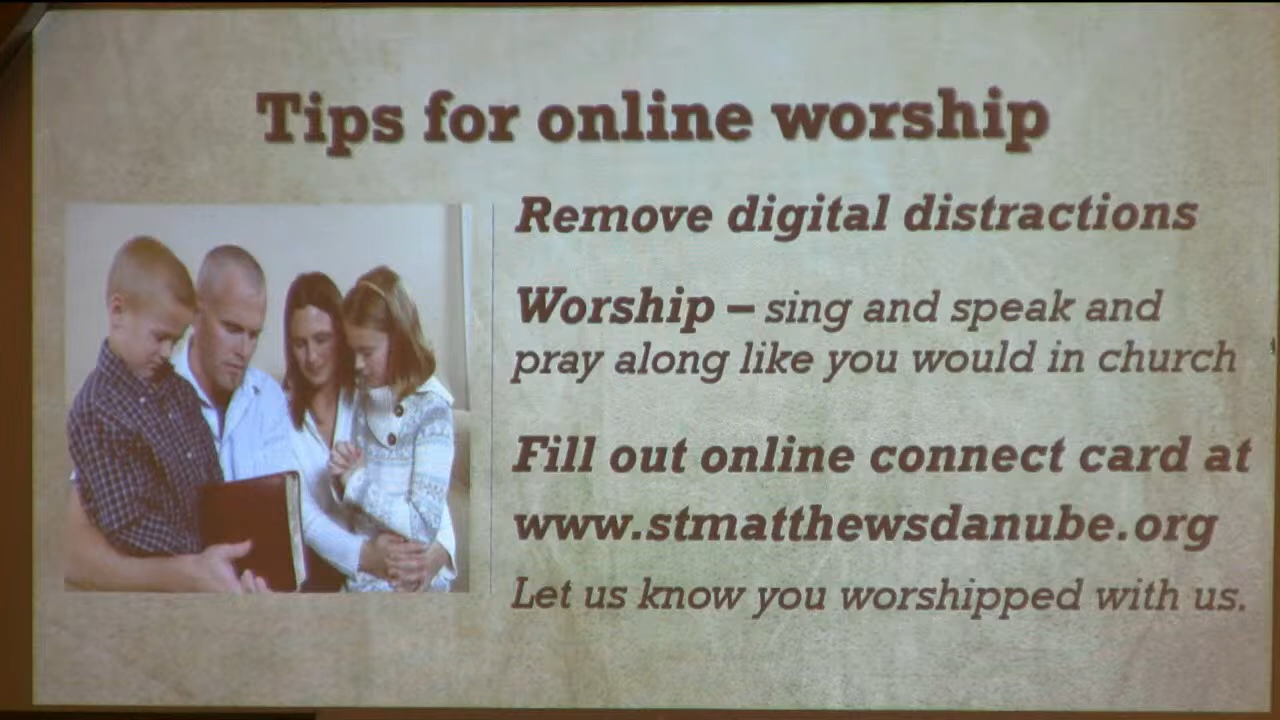 Tips for online worship
Remove digital distractions
Worship – sing and speak and
pray along like you would in church
Fill out online connect card at
www.stmatthewsdanube.org
Let us know you worshipped with us.